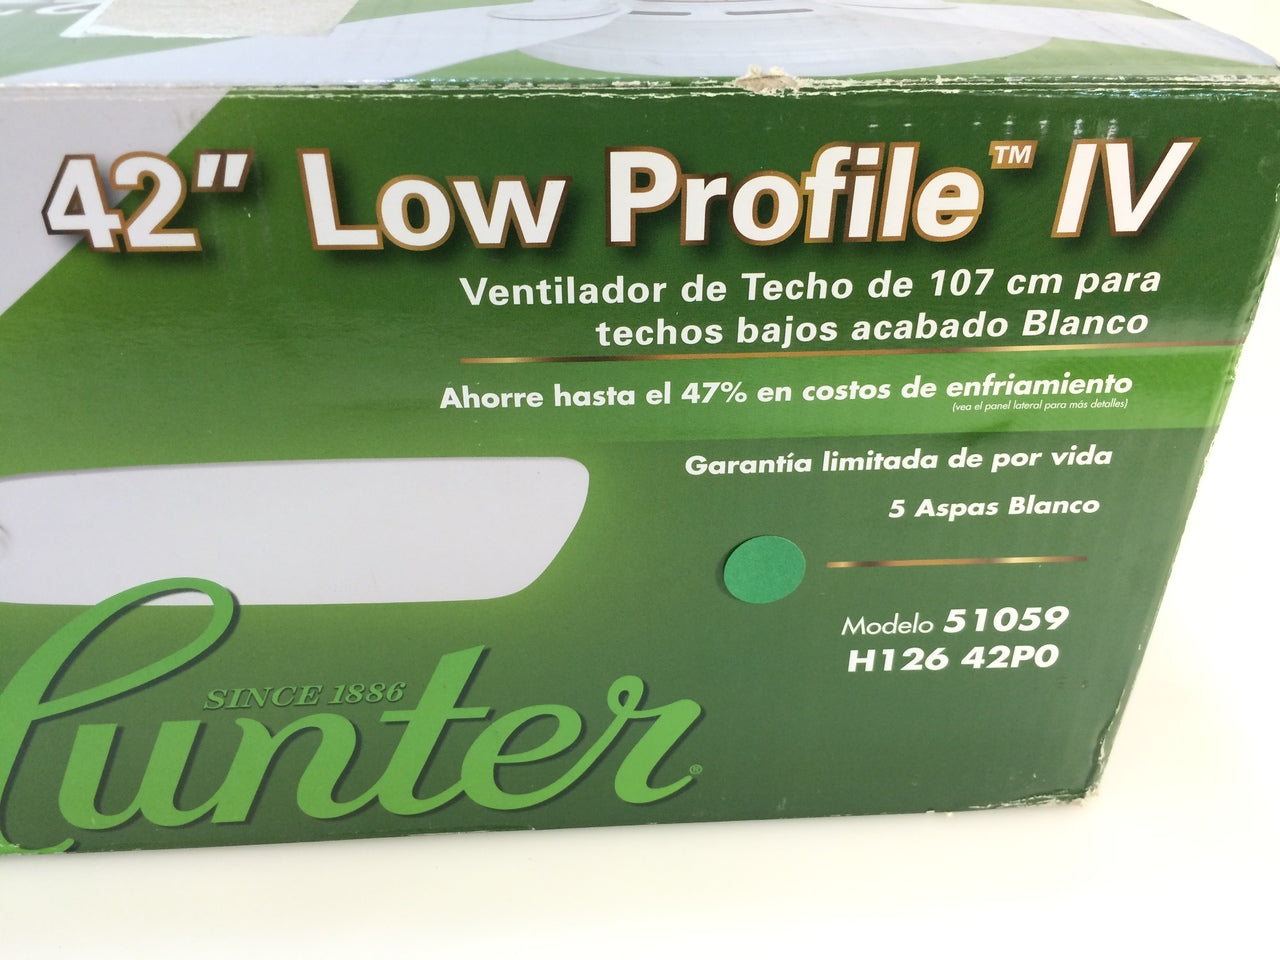 42" Low Profile™ IV
Ventilador de Techo de 107 cm para
techos bajos acabado Blanco
Ahorre hasta el 47% en costos de enfriamiento
(vea el panel lateral para más detalles)
Garantía limitada de por vida
5 Aspas Blanco
Modelo 51059
H126 42P0
SINCE 1886
Hunter®